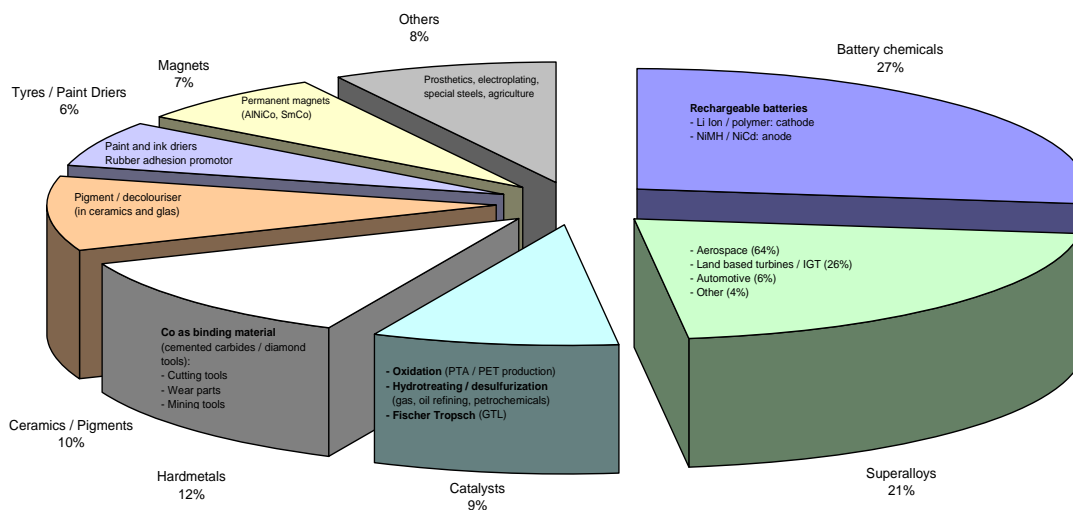 Others
8%
Battery chemicals
27%
Magnets
7%
Tyres / Paint Driers
6%
Prosthetics, electroplating,
special steels, agriculture
Permanent magnets
(AlNiCo, SmCo)
Rechargeable batteries
- Li Ion / polymer: cathode
- NiMH / NiCd: anode
Paint and ink driers
Rubber adhesion promotor
Pigment / decolouriser
(in ceramics and glas)
- Aerospace (64%)
- Land based turbines / IGT (26%)
- Automotive (6%)
- Other (4%)
Co as binding material
(cemented carbides / diamond
tools):
- Cutting tools
- Wear parts
- Mining tools
- Oxidation (PTA / PET production)
- Hydrotreating / desulfurization
(gas, oil refining, petrochemicals)
- Fischer Tropsch (GTL)
Ceramics / Pigments
10%
Hardmetals
12%
Catalysts
9%
Superalloys
21%